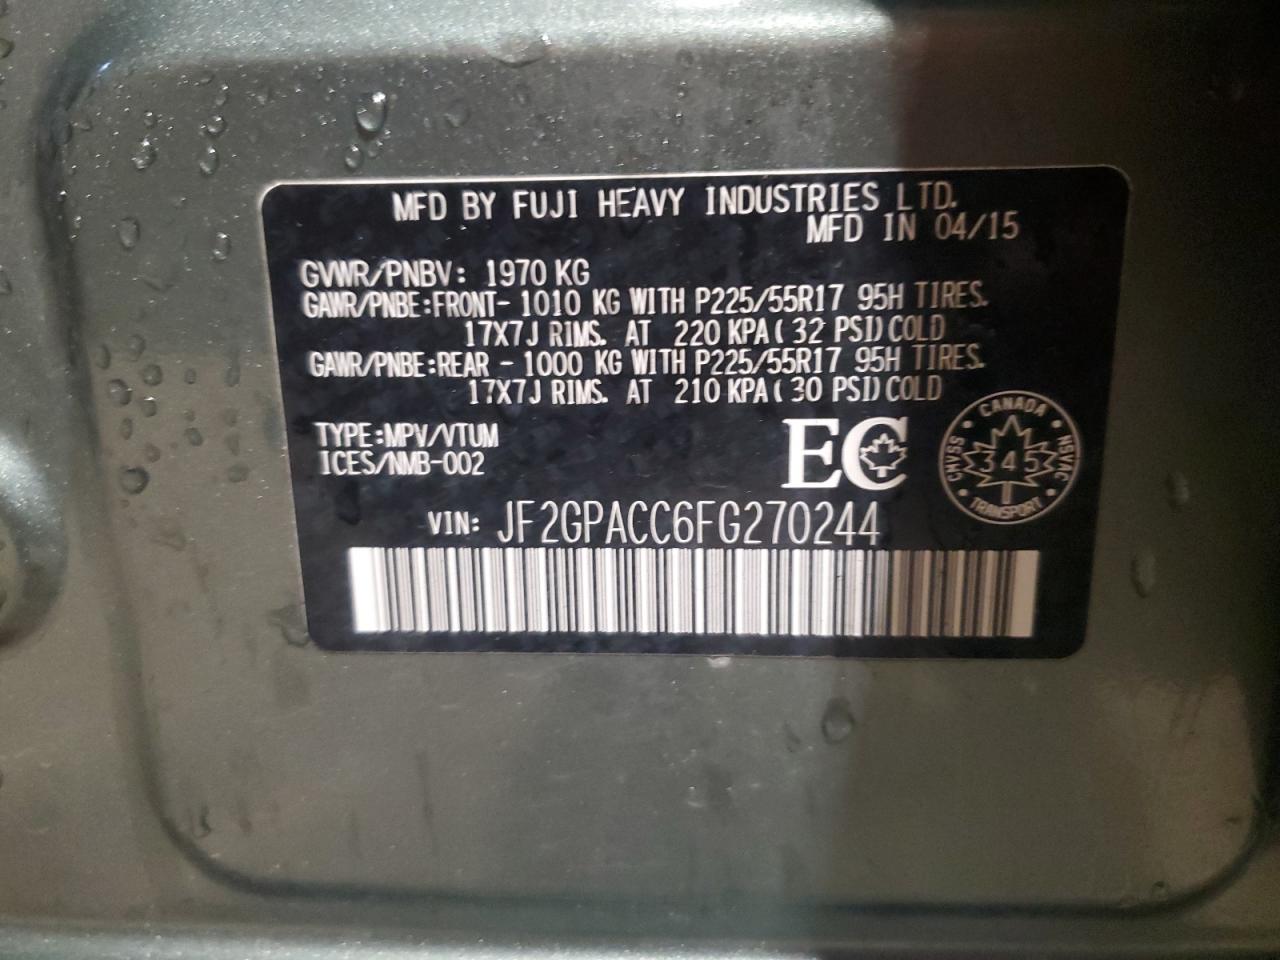 MFD BY FUJI HEAVY INDUSTRIES LTD.
MFD IN 04/15
GVWR/PNBV: 1970 KG
GAWR/PNBE:FRONT- 1010 KG WITH P225/55R17 95H TIRES.
17X7J RIMS. AT 220 KPA( 32 PSI)COLD
GAWR/PNBE:REAR - 1000 KG WITH P225/55R17 95H TIRES.
17X7J RIMS. AT 210 KPA( 30 PSI)COLD
TYPE:MPV/VTUM
ICES/NMB-002
EC
CANADA
CMVSS
345
NSVAC
TRANSPORT
VIN: JF2GPACC6FG270244